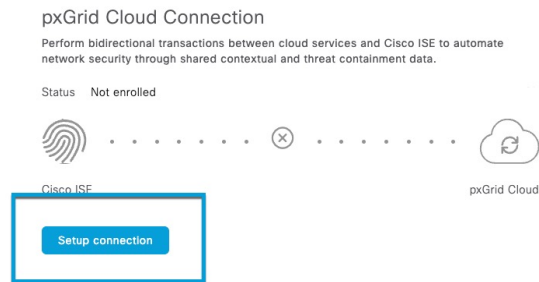 pxGrid Cloud Connection
Perform bidirectional transactions between cloud services and Cisco ISE to automate
network security through shared contextual and threat containment data.
Status Not enrolled
Cisco ISE pxGrid Cloud
Setup connection